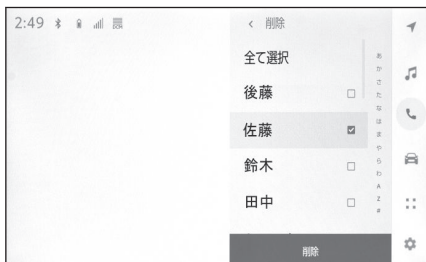 2:49
< 削除
全て選択
後藤
佐藤
鈴木
田中
あ
か
さ
た
な
は
ま
や
ら
わ
A
Z
#
削除